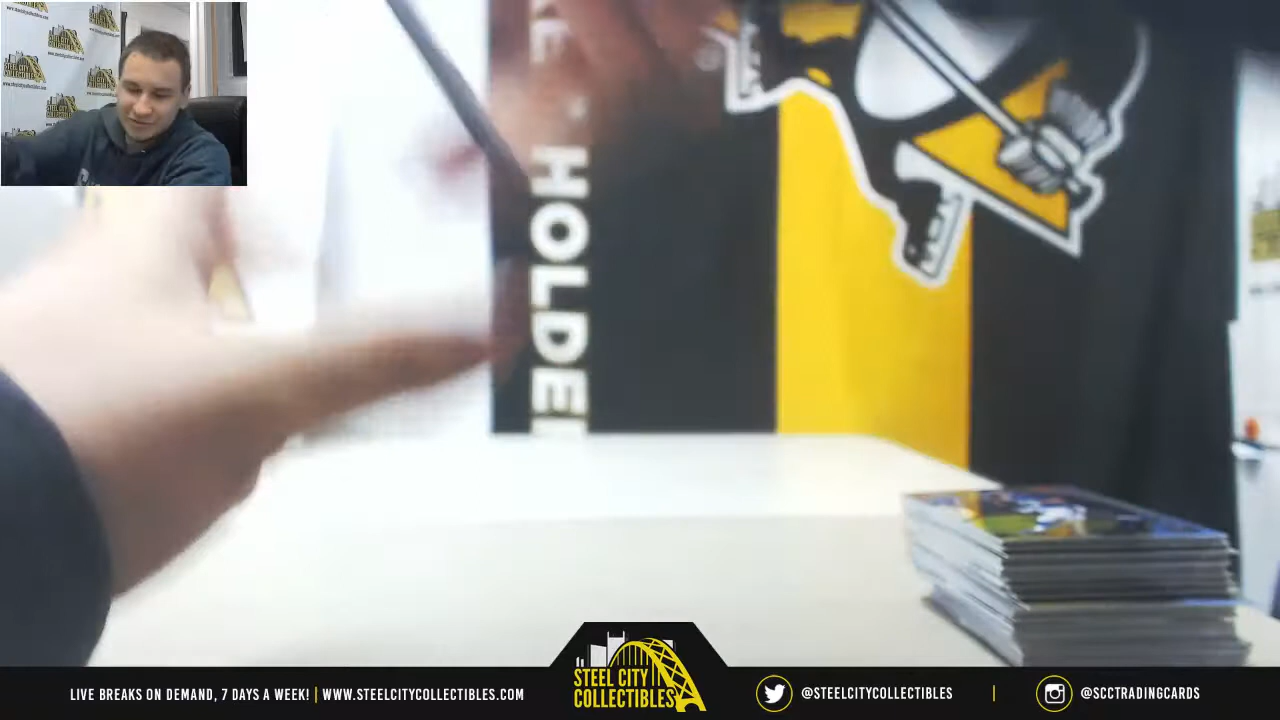 HOLDE
LIVE BREAKS ON DEMAND, 7 DAYS A WEEK! | WWW.STEELCITYCOLLECTIBLES.COM
STEEL CITY
COLLECTIBLES
@STEELCITYCOLLECTIBLES
@SCCTRADINGCARDS